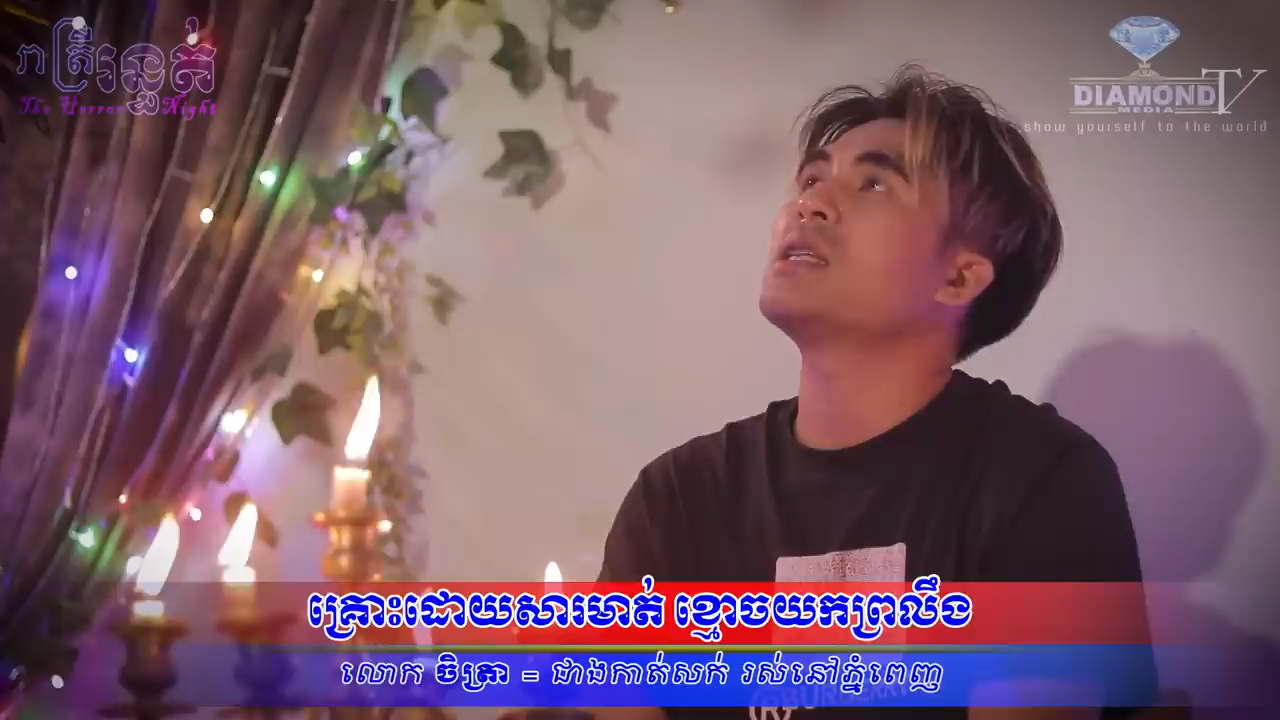 រាត្រីរន្ធត់
The Horror Night
DIAMOND TV
MEDIA
show yourself to the world
គ្រោះដោយសារមាត់ ខ្មោចយកព្រលឹង
លោក ចិត្រា = ជាងកាត់សក់ រស់នៅភ្នំពេញ
(R)BURBERRY